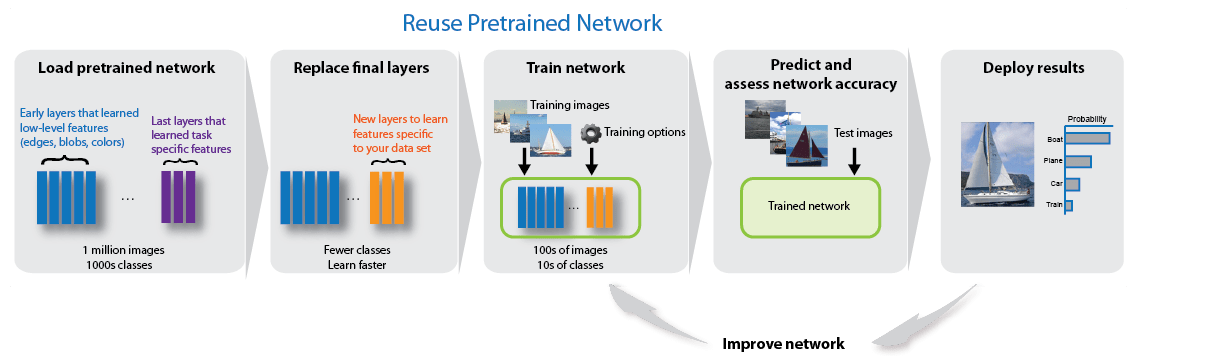 Reuse Pretrained Network
Load pretrained network
Early layers that learned
low-level features
(edges, blobs, colors)
Last layers that
learned task
specific features
...
1 million images
1000s classes
Replace final layers
New layers to learn
features specific
to your data set
...
Fewer classes
Learn faster
Train network
Training images
Training options
...
100s of images
10s of classes
Predict and
assess network accuracy
Test images
Trained network
Deploy results
Probability
Boat
Plane
Car
Train
Improve network